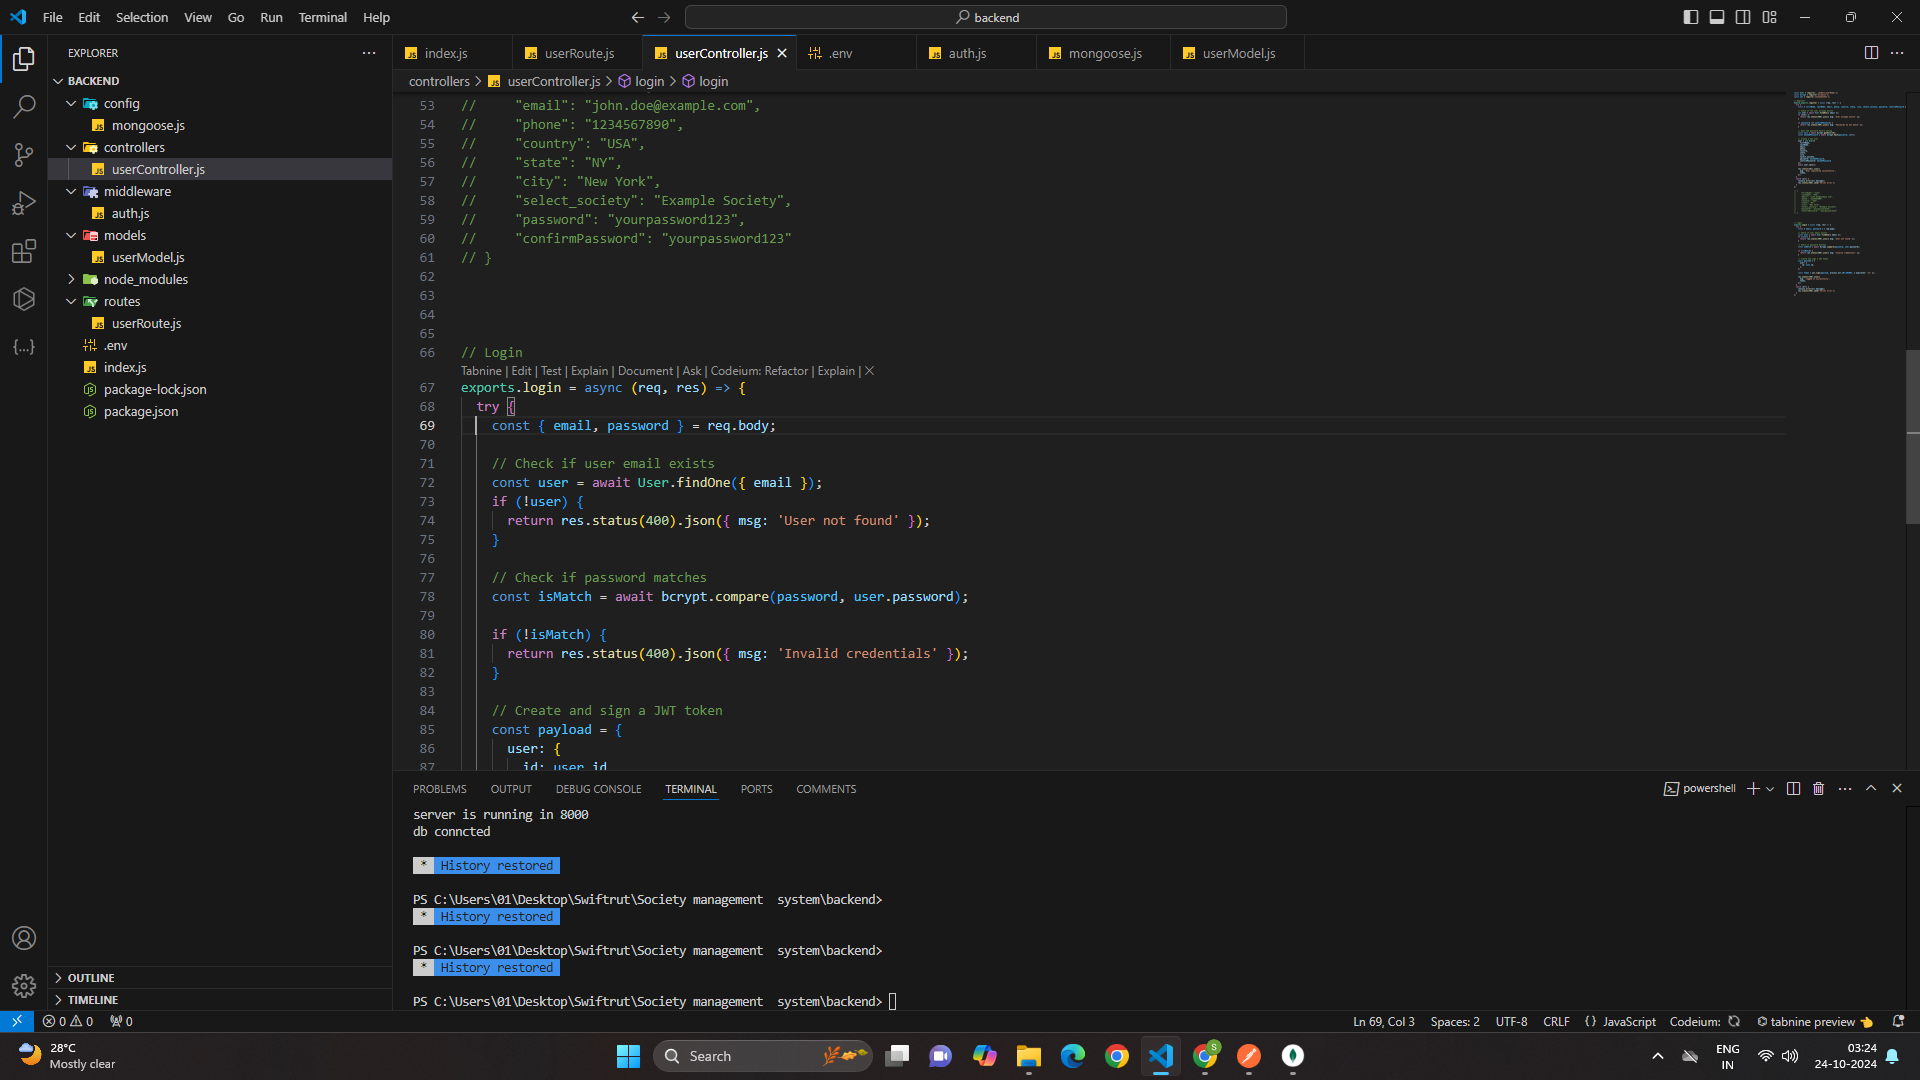 File Edit Selection View Go Run Terminal Help
backend
EXPLORER
BACKEND
config
mongoose.js
controllers
userController.js
middleware
auth.js
models
userModel.js
node_modules
routes
userRoute.js
.env
index.js
package-lock.json
package.json
OUTLINE
TIMELINE
index.js userRoute.js userController.js .env auth.js mongoose.js userModel.js
controllers > userController.js > login > login
53 //     "email": "john.doe@example.com",
54 //     "phone": "1234567890",
55 //     "country": "USA",
56 //     "state": "NY",
57 //     "city": "New York",
58 //     "select_society": "Example Society",
59 //     "password": "yourpassword123",
60 //     "confirmPassword": "yourpassword123"
61 // }
62
63
64
65
66 // Login
Tabnine | Edit | Test | Explain | Document | Ask | Codeium: Refactor | Explain | X
67 exports.login = async (req, res) => {
68   try {
69     const { email, password } = req.body;
70
71     // Check if user email exists
72     const user = await User.findOne({ email });
73     if (!user) {
74       return res.status(400).json({ msg: 'User not found' });
75     }
76
77     // Check if password matches
78     const isMatch = await bcrypt.compare(password, user.password);
79
80     if (!isMatch) {
81       return res.status(400).json({ msg: 'Invalid credentials' });
82     }
83
84     // Create and sign a JWT token
85     const payload = {
86       user: {
87         id: user.id
PROBLEMS OUTPUT DEBUG CONSOLE TERMINAL PORTS COMMENTS
powershell
server is running in 8000
db conncted
* History restored
PS C:\Users\01\Desktop\Swiftrut\Society management  system\backend>
* History restored
PS C:\Users\01\Desktop\Swiftrut\Society management  system\backend>
* History restored
PS C:\Users\01\Desktop\Swiftrut\Society management  system\backend>
0 0 0
Ln 69, Col 3 Spaces: 2 UTF-8 CRLF {} JavaScript Codeium: tabnine preview
28°C
Mostly clear
Search
ENG
IN
03:24
24-10-2024